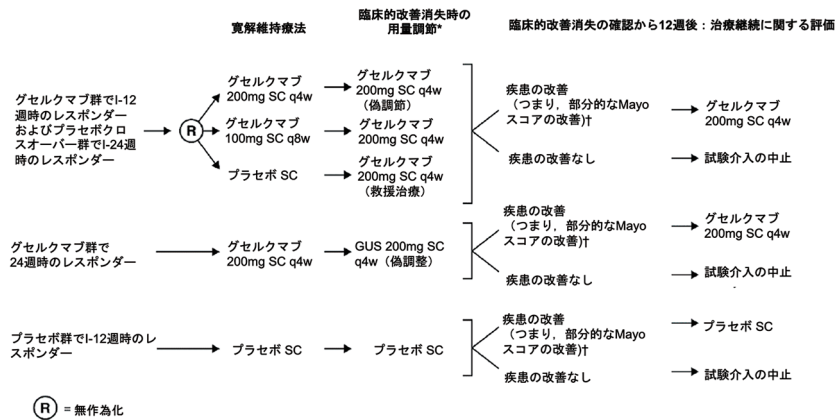 寛解維持療法
臨床的改善消失時の
用量調節*
臨床的改善消失の確認から12週後：治療継続に関する評価
グセルクマブ群でI-12
週時のレスポンダー
およびプラセボクロ
スオーバー群でI-24週
時のレスポンダー
R
グセルクマブ
200mg SC q4w
グセルクマブ
200mg SC q4w
（偽調節）
グセルクマブ
100mg SC q8w
グセルクマブ
200mg SC q4w
プラセボ SC
グセルクマブ
200mg SC q4w
（救援治療）
疾患の改善
（つまり，部分的なMayo
スコアの改善)†
グセルクマブ
200mg SC q4w
疾患の改善なし
試験介入の中止
グセルクマブ群で
24週時のレスポンダー
グセルクマブ
200mg SC q4w
GUS 200mg SC
q4w（偽調整）
疾患の改善
（つまり，部分的なMayo
スコアの改善)†
グセルクマブ
200mg SC q4w
疾患の改善なし
試験介入の中止
プラセボ群でI-12週時のレ
スポンダー
プラセボ SC
プラセボ SC
疾患の改善
（つまり，部分的なMayo
スコアの改善)†
プラセボ SC
疾患の改善なし
試験介入の中止
R = 無作為化